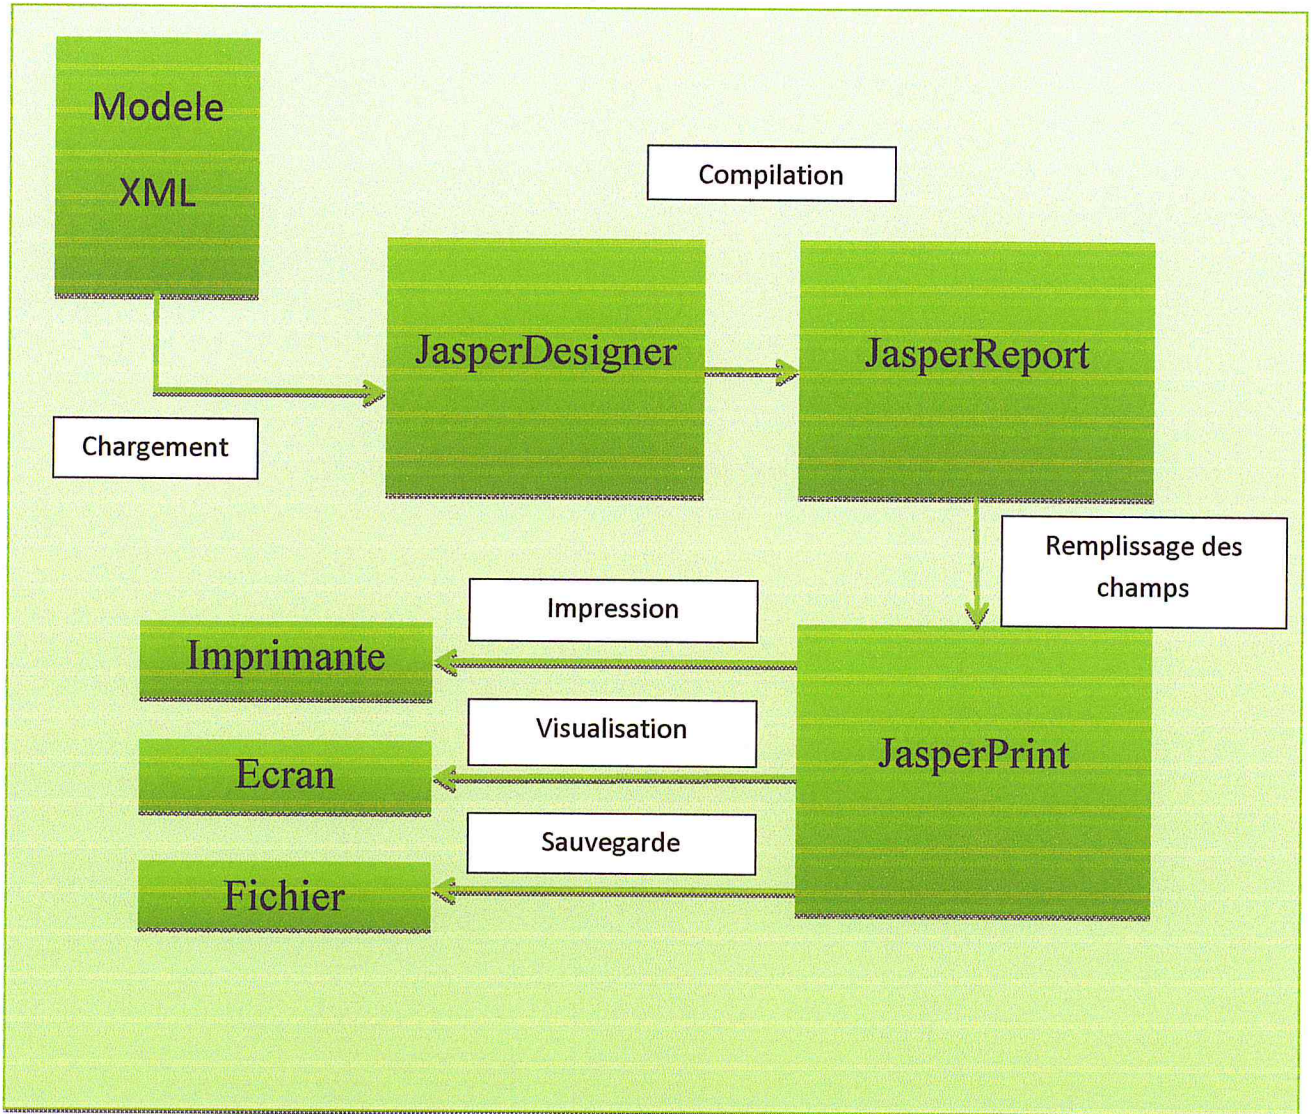 Modele
XML
Compilation
JasperDesigner
JasperReport
Chargement
Remplissage des
champs
Impression
Imprimante
Visualisation
JasperPrint
Ecran
Sauvegarde
Fichier